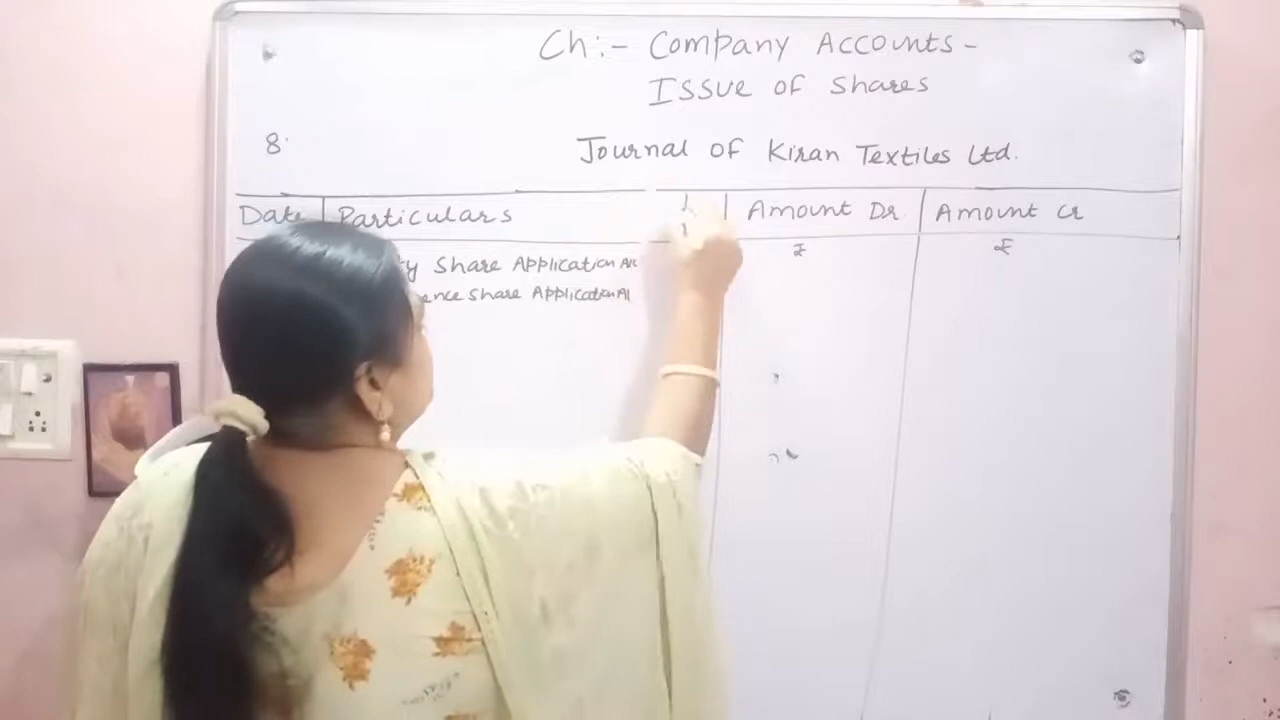 Ch:- Company Accounts -
Issue of Shares
8. Journal of Kiran Textiles Ltd.
Date Particulars Amount Dr. Amount Cr
₹ ₹
Share Application A/c
Share Application A/